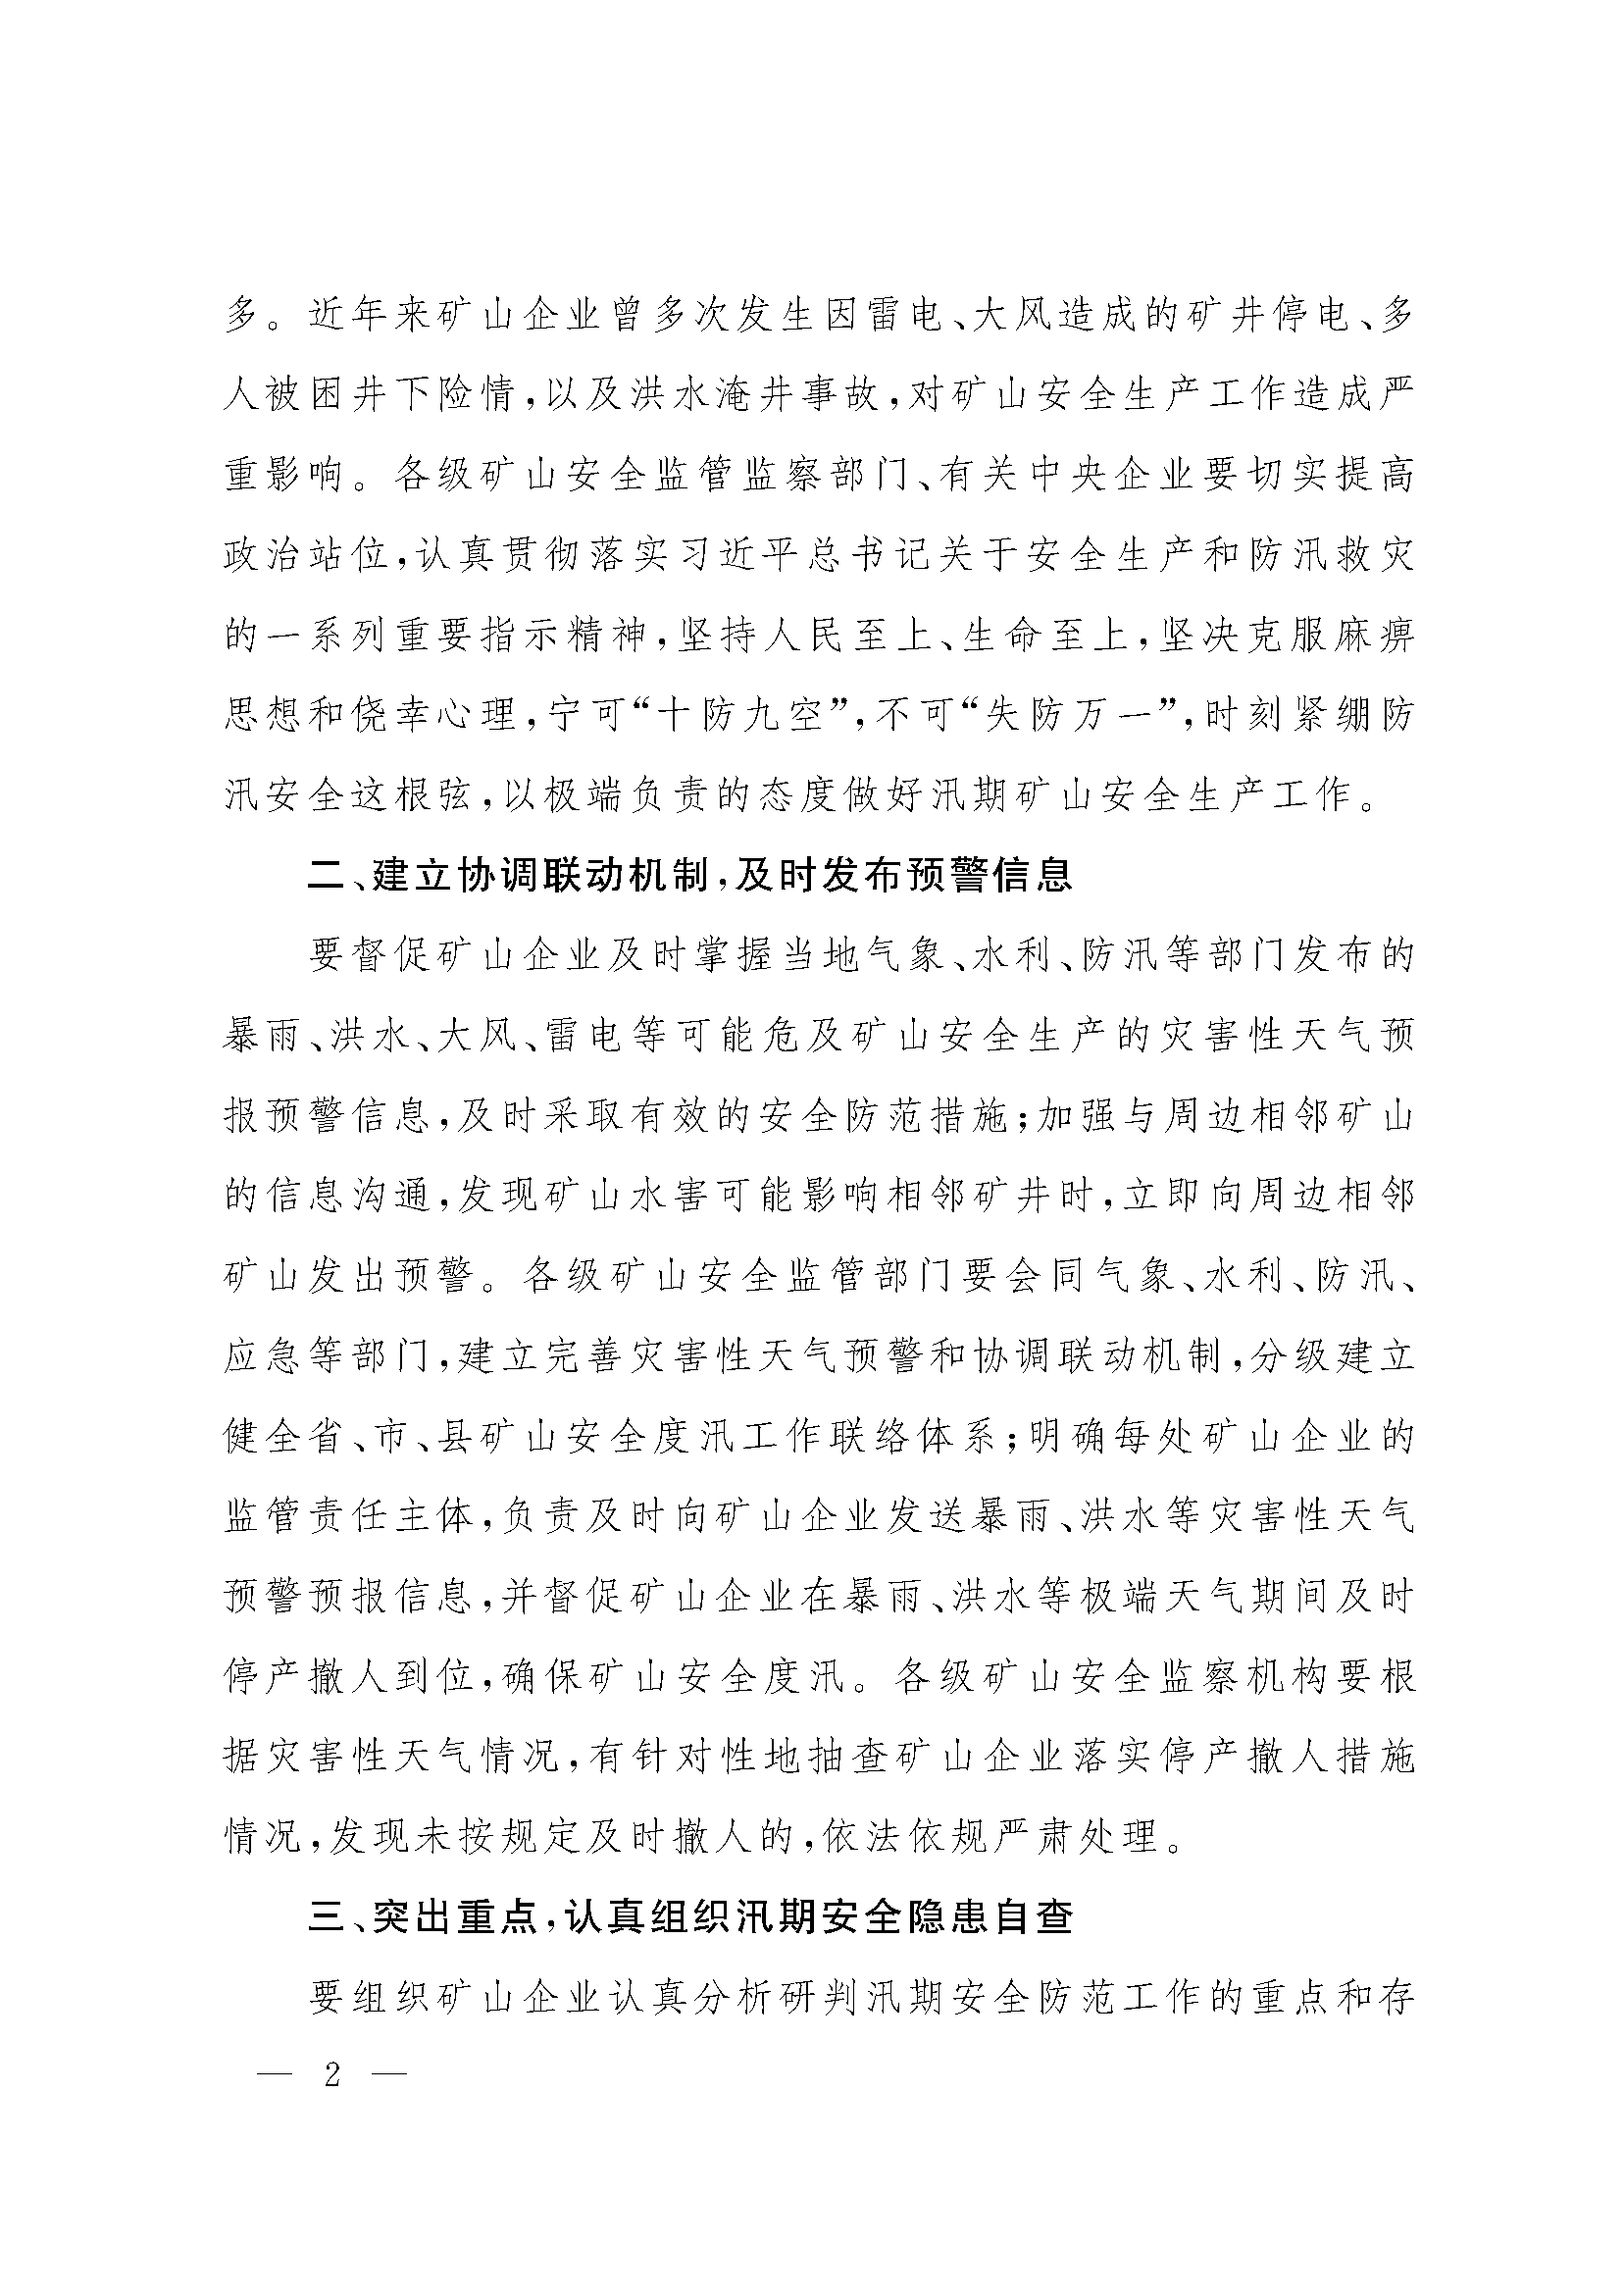 多。近年来矿山企业曾多次发生因雷电、大风造成的矿井停电、多
人被困井下险情，以及洪水淹井事故，对矿山安全生产工作造成严
重影响。各级矿山安全监管监察部门、有关中央企业要切实提高
政治站位，认真贯彻落实习近平总书记关于安全生产和防汛救灾
的一系列重要指示精神，坚持人民至上、生命至上，坚决克服麻痹
思想和侥幸心理，宁可“十防九空”，不可“失防万一”，时刻紧绷防
汛安全这根弦，以极端负责的态度做好汛期矿山安全生产工作。
二、建立协调联动机制，及时发布预警信息
要督促矿山企业及时掌握当地气象、水利、防汛等部门发布的
暴雨、洪水、大风、雷电等可能危及矿山安全生产的灾害性天气预
报预警信息，及时采取有效的安全防范措施；加强与周边相邻矿山
的信息沟通，发现矿山水害可能影响相邻矿井时，立即向周边相邻
矿山发出预警。各级矿山安全监管部门要会同气象、水利、防汛、
应急等部门，建立完善灾害性天气预警和协调联动机制，分级建立
健全省、市、县矿山安全度汛工作联络体系；明确每处矿山企业的
监管责任主体，负责及时向矿山企业发送暴雨、洪水等灾害性天气
预警预报信息，并督促矿山企业在暴雨、洪水等极端天气期间及时
停产撤人到位，确保矿山安全度汛。各级矿山安全监察机构要根
据灾害性天气情况，有针对性地抽查矿山企业落实停产撤人措施
情况，发现未按规定及时撤人的，依法依规严肃处理。
三、突出重点，认真组织汛期安全隐患自查
要组织矿山企业认真分析研判汛期安全防范工作的重点和存
— 2 —